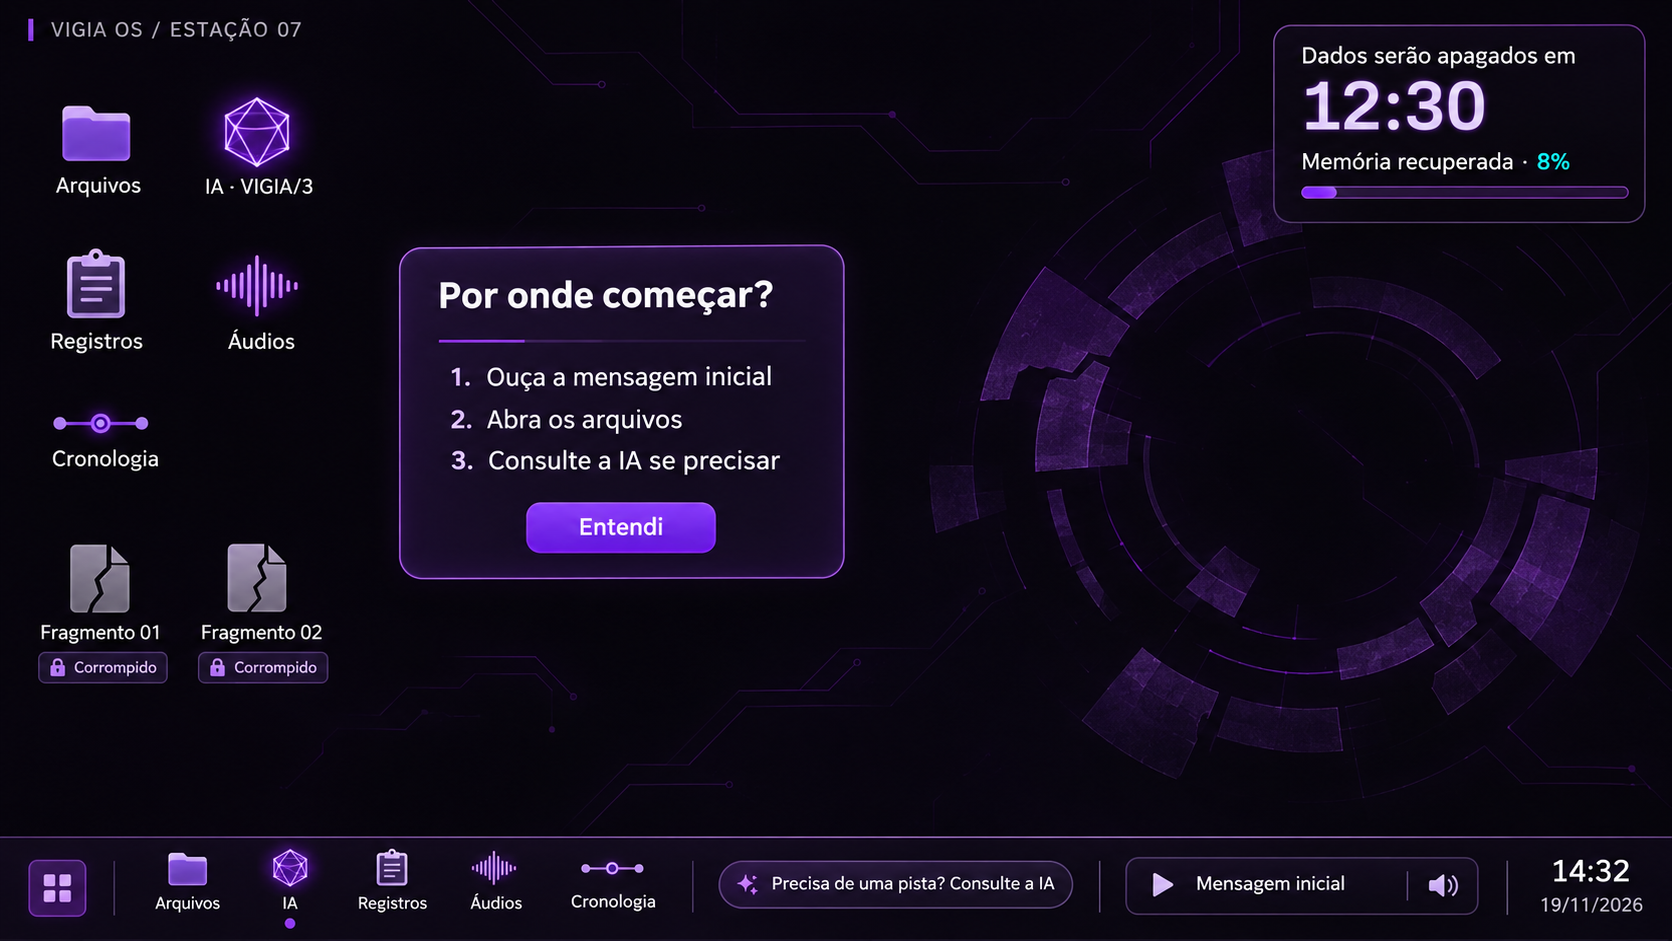 VIGIA OS / ESTAÇÃO 07
Dados serão apagados em
12:30
Memória recuperada · 8%
Arquivos
IA · VIGIA/3
Registros
Áudios
Cronologia
Fragmento 01
Corrompido
Fragmento 02
Corrompido
Por onde começar?
1. Ouça a mensagem inicial
2. Abra os arquivos
3. Consulte a IA se precisar
Entendi
Arquivos
IA
Registros
Áudios
Cronologia
Precisa de uma pista? Consulte a IA
Mensagem inicial
14:32
19/11/2026